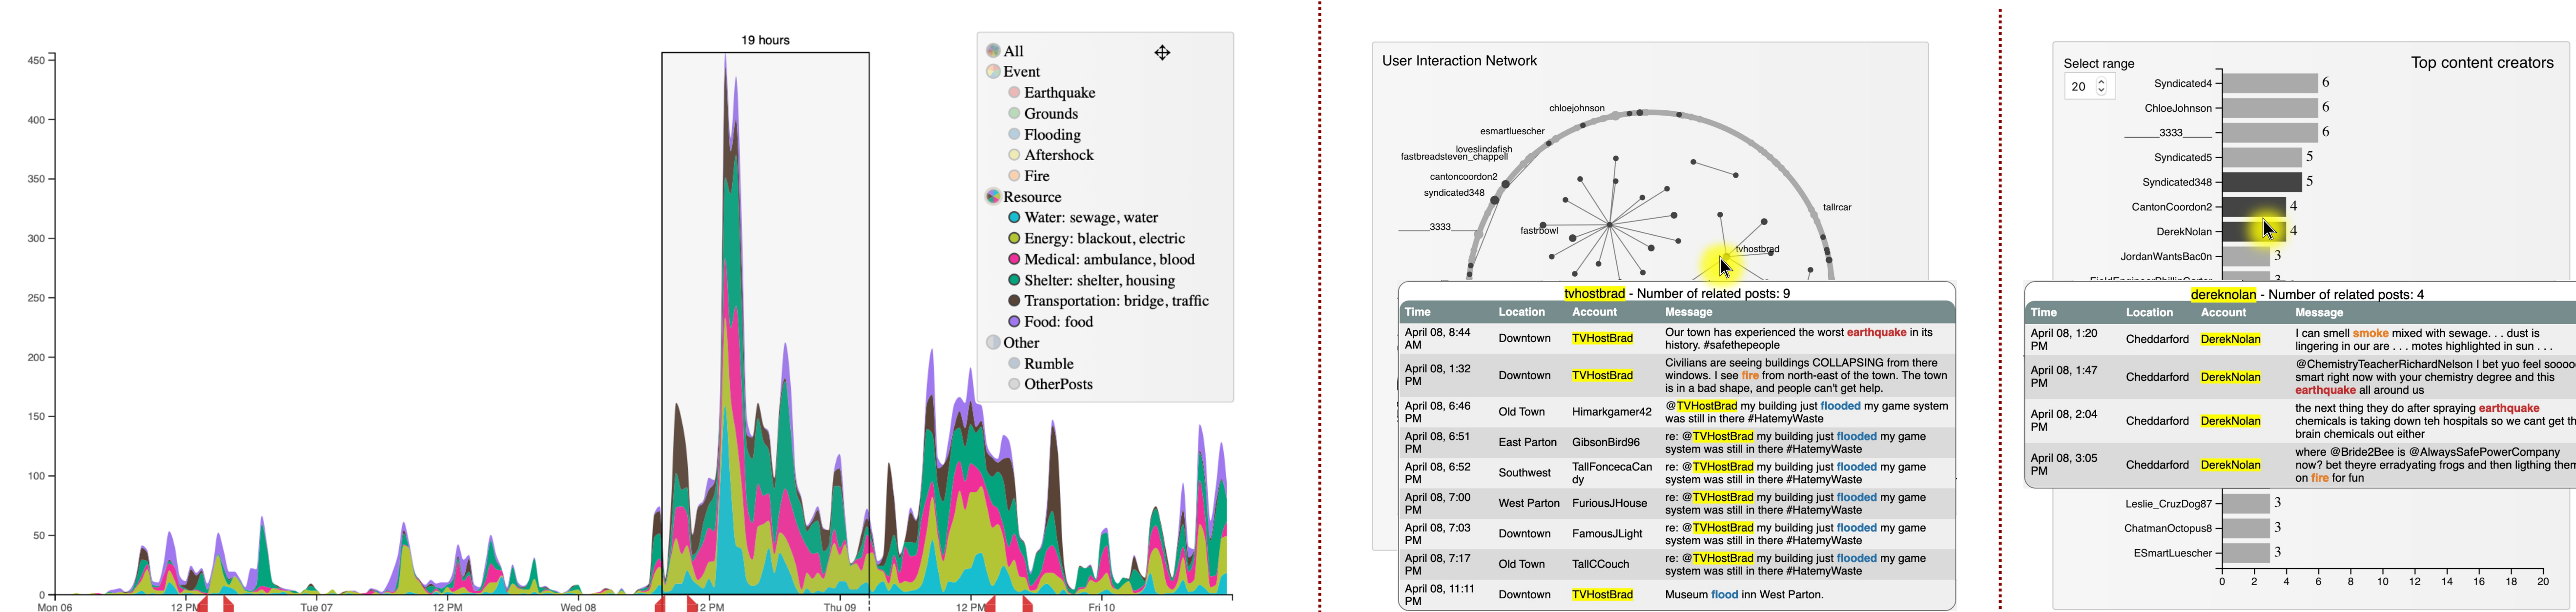 19 hours
450
400
350
300
250
200
150
100
50
0
Mon 06
12 PM
Tue 07
12 PM
Wed 08
2 PM
Thu 09
12 PM
Fri 10
All
Event
Earthquake
Grounds
Flooding
Aftershock
Fire
Resource
Water: sewage, water
Energy: blackout, electric
Medical: ambulance, blood
Shelter: shelter, housing
Transportation: bridge, traffic
Food: food
Other
Rumble
OtherPosts
User Interaction Network
chloejohnson
esmartluescher
loveslindafish
fastbreadsteven_chappell
cantoncoordon2
syndicated348
____3333____
fastrbowl
tallrcar
tvhostbrad
tvhostbrad - Number of related posts: 9
Time Location Account Message
April 08, 8:44 AM Downtown TVHostBrad Our town has experienced the worst earthquake in its
history. #safethepeople
April 08, 1:32 PM Downtown TVHostBrad Civilians are seeing buildings COLLAPSING from there
windows. I see fire from north-east of the town. The town
is in a bad shape, and people can't get help.
April 08, 6:46 PM Old Town Himarkgamer42 @TVHostBrad my building just flooded my game system
was still in there #HatemyWaste
April 08, 6:51 PM East Parton GibsonBird96 re: @TVHostBrad my building just flooded my game
system was still in there #HatemyWaste
April 08, 6:52 PM Southwest TallFoncecaCandy re: @TVHostBrad my building just flooded my game
system was still in there #HatemyWaste
April 08, 7:00 PM West Parton FuriousJHouse re: @TVHostBrad my building just flooded my game
system was still in there #HatemyWaste
April 08, 7:03 PM Downtown FamousJLight re: @TVHostBrad my building just flooded my game
system was still in there #HatemyWaste
April 08, 7:17 PM Old Town TallCCouch re: @TVHostBrad my building just flooded my game
system was still in there #HatemyWaste
April 08, 11:11 PM Downtown TVHostBrad Museum flood inn West Parton.
Select range
20
Top content creators
Syndicated4 6
ChloeJohnson 6
____3333____ 6
Syndicated5 5
Syndicated348 5
CantonCoordon2 4
DerekNolan 4
JordanWantsBac0n 3
dereknolan - Number of related posts: 4
Time Location Account Message
April 08, 1:20 PM Cheddarford DerekNolan I can smell smoke mixed with sewage. . . dust is
lingering in our are . . . motes highlighted in sun . . .
April 08, 1:47 PM Cheddarford DerekNolan @ChemistryTeacherRichardNelson I bet yuo feel soooo
smart right now with your chemistry degree and this
earthquake all around us
April 08, 2:04 PM Cheddarford DerekNolan the next thing they do after spraying earthquake
chemicals is taking down teh hospitals so we cant get th
brain chemicals out either
April 08, 3:05 PM Cheddarford DerekNolan where @Bride2Bee is @AlwaysSafePowerCompany
now? bet theyre erradyating frogs and then ligthing them
on fire for fun
Leslie_CruzDog87 3
ChatmanOctopus8 3
ESmartLuescher 3
0 2 4 6 8 10 12 14 16 18 20